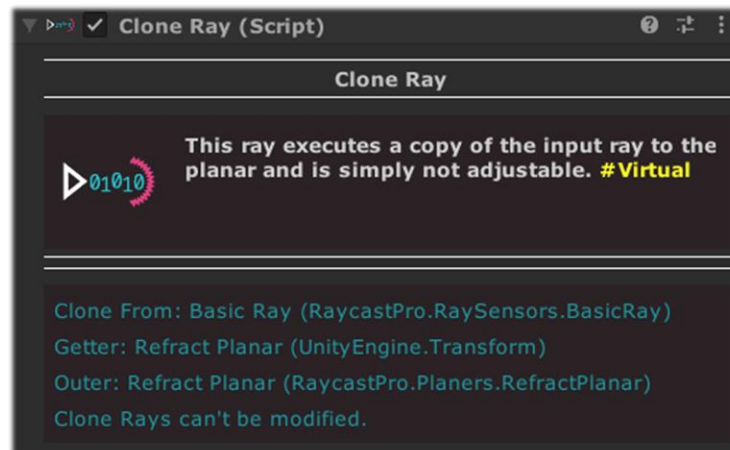 Clone Ray (Script)
Clone Ray
This ray executes a copy of the input ray to the
planar and is simply not adjustable. #Virtual
01010
Clone From: Basic Ray (RaycastPro.RaySensors.BasicRay)
Getter: Refract Planar (UnityEngine.Transform)
Outer: Refract Planar (RaycastPro.Planers.RefractPlanar)
Clone Rays can't be modified.